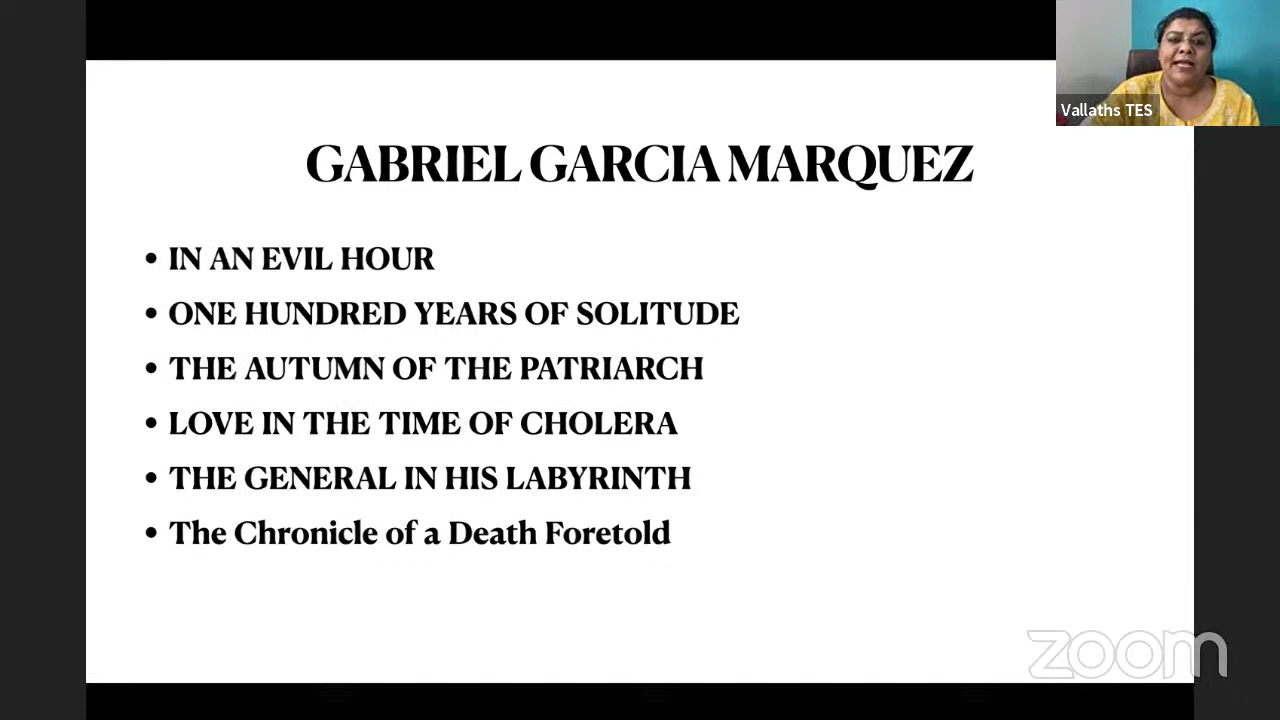 Vallaths TES
GABRIEL GARCIA MARQUEZ
• IN AN EVIL HOUR
• ONE HUNDRED YEARS OF SOLITUDE
• THE AUTUMN OF THE PATRIARCH
• LOVE IN THE TIME OF CHOLERA
• THE GENERAL IN HIS LABYRINTH
• The Chronicle of a Death Foretold
zoom